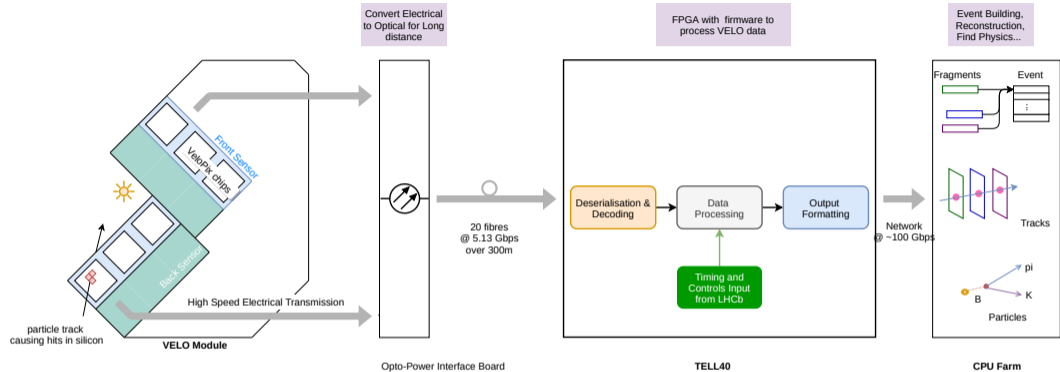 Convert Electrical
to Optical for Long
distance
FPGA with firmware to
process VELO data
Event Building,
Reconstruction,
Find Physics...
Fragments
Event
Front Sensor
VeloPix chips
Back Sensor
Deserialisation &
Decoding
Data
Processing
Output
Formatting
20 fibres
@ 5.13 Gbps
over 300m
Network
@ ~100 Gbps
Tracks
Timing and
Controls Input
from LHCb
pi
B
K
Particles
High Speed Electrical Transmission
particle track
causing hits in silicon
VELO Module
Opto-Power Interface Board
TELL40
CPU Farm